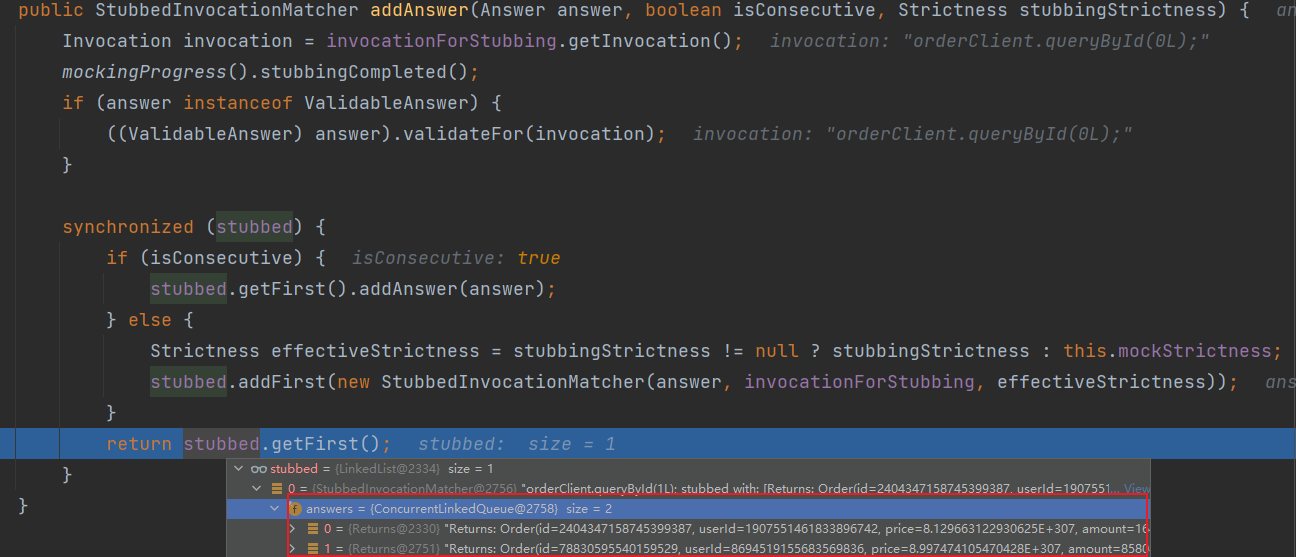 public StubbedInvocationMatcher addAnswer(Answer answer, boolean isConsecutive, Strictness stubbingStrictness) { an
Invocation invocation = invocationForStubbing.getInvocation(); invocation: "orderClient.queryById(0L);"
mockingProgress().stubbingCompleted();
if (answer instanceof ValidableAnswer) {
((ValidableAnswer) answer).validateFor(invocation); invocation: "orderClient.queryById(0L);"
}
synchronized (stubbed) {
if (isConsecutive) { isConsecutive: true
stubbed.getFirst().addAnswer(answer);
} else {
Strictness effectiveStrictness = stubbingStrictness != null ? stubbingStrictness : this.mockStrictness;
stubbed.addFirst(new StubbedInvocationMatcher(answer, invocationForStubbing, effectiveStrictness)); ans
}
return stubbed.getFirst(); stubbed: size = 1
}
}
stubbed = {LinkedList@2334} size = 1
0 = {StubbedInvocationMatcher@2756} "orderClient.queryById(1L); stubbed with: [Returns: Order(id=2404347158745399387, userId=1907551... View
f answers = {ConcurrentLinkedQueue@2758} size = 2
0 = {Returns@2330} "Returns: Order(id=2404347158745399387, userId=1907551461833896742, price=8.129663122930625E+307, amount=164
1 = {Returns@2751} "Returns: Order(id=78830595540159529, userId=8694519155683569836, price=8.997474105470428E+307, amount=8580